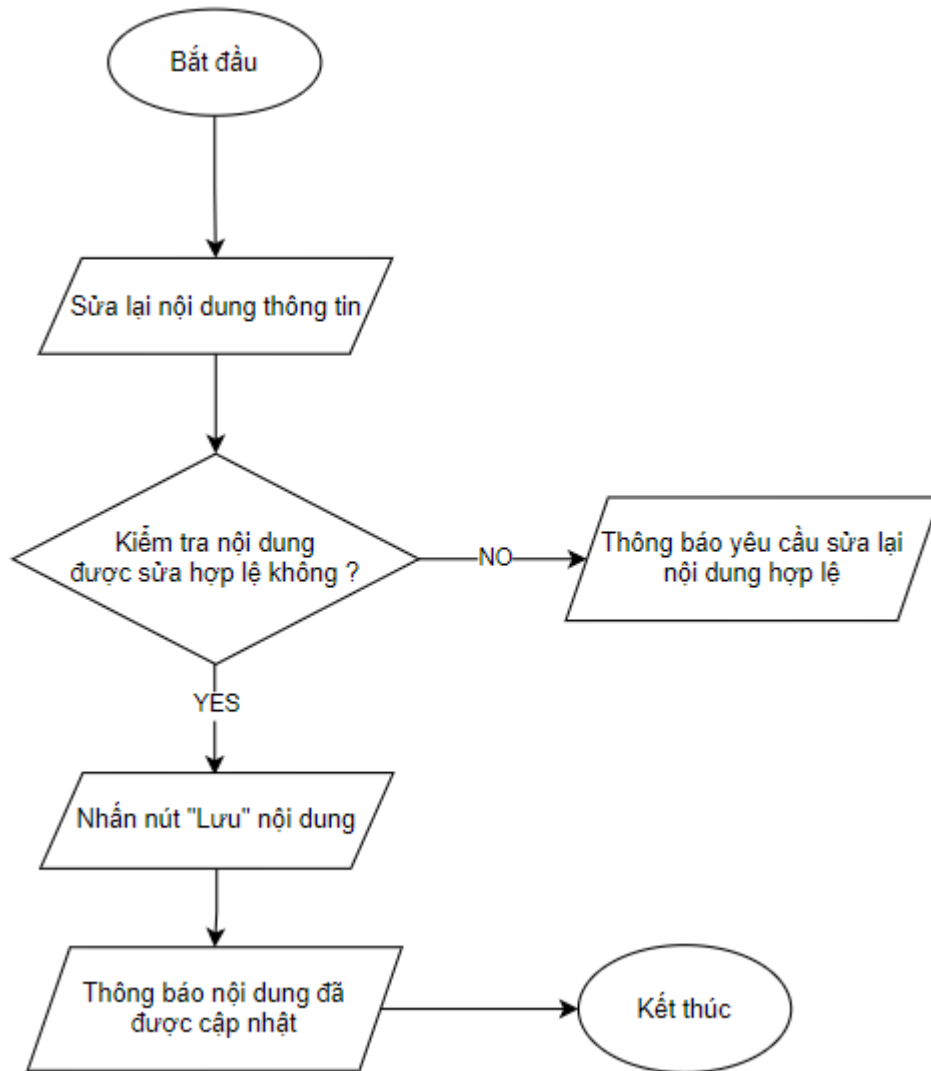 Bắt đầu
Sửa lại nội dung thông tin
Kiểm tra nội dung
được sửa hợp lệ không ?
NO
Thông báo yêu cầu sửa lại
nội dung hợp lệ
YES
Nhấn nút "Lưu" nội dung
Thông báo nội dung đã
được cập nhật
Kết thúc